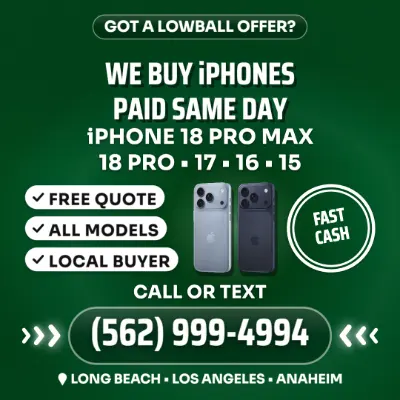 GOT A LOWBALL OFFER?
WE BUY iPHONES
PAID SAME DAY
iPHONE 18 PRO MAX
18 PRO • 17 • 16 • 15
FREE QUOTE
ALL MODELS
LOCAL BUYER
FAST
CASH
CALL OR TEXT
(562) 999-4994
LONG BEACH • LOS ANGELES • ANAHEIM